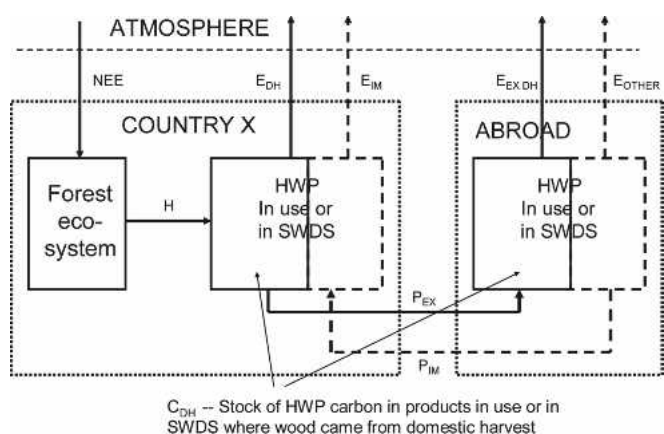 ATMOSPHERE
NEE
E_DH
E_IM
E_EX DH
E_OTHER
COUNTRY X
ABROAD
Forest
eco-
system
H
HWP
In use or
in SWDS
HWP
In use or
in SWDS
P_EX
P_IM
C_DH -- Stock of HWP carbon in products in use or in
SWDS where wood came from domestic harvest